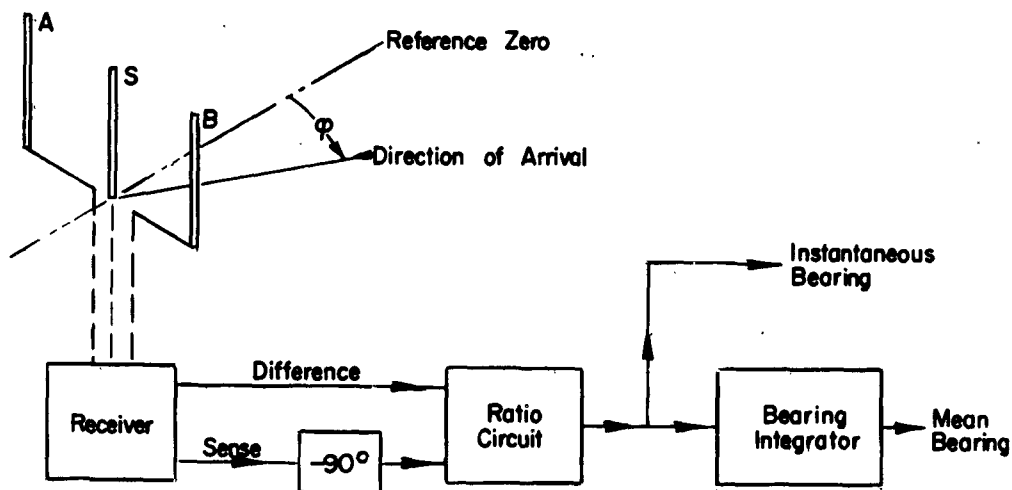 A
S
B
Reference Zero
φ
Direction of Arrival
Instantaneous
Bearing
Receiver
Difference
Sense
-90°
Ratio
Circuit
Bearing
Integrator
Mean
Bearing